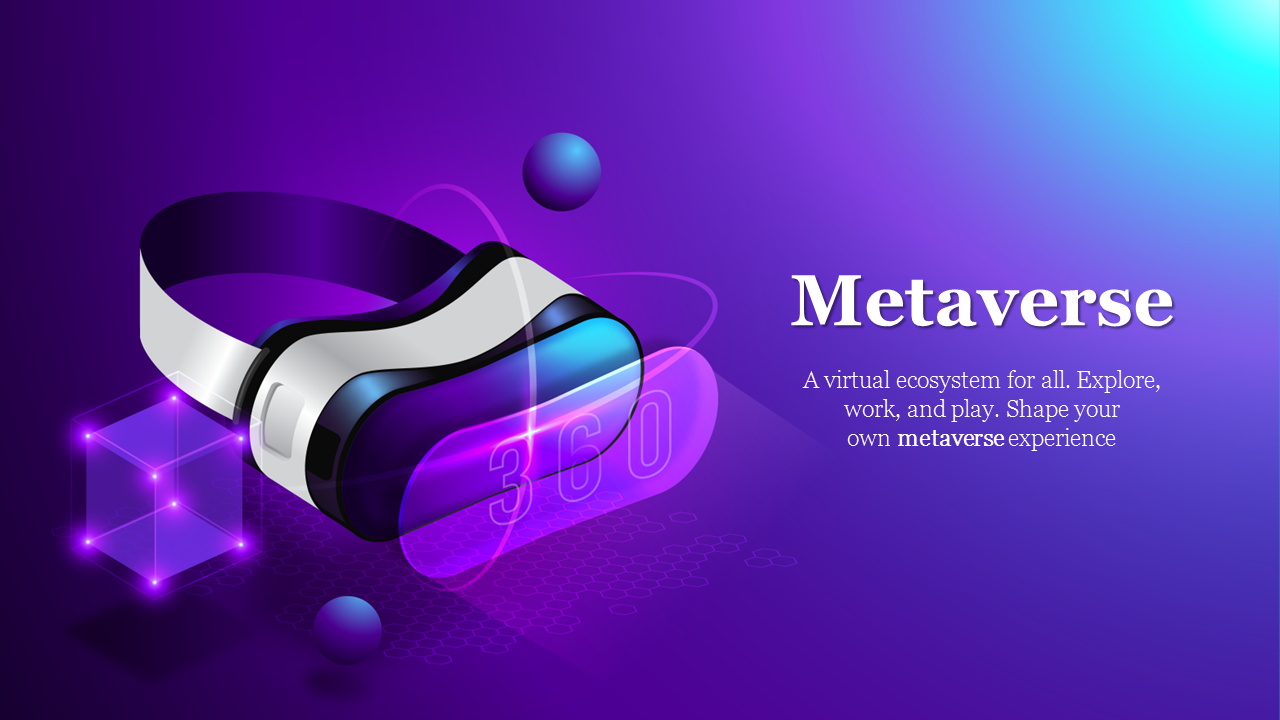 Metaverse
A virtual ecosystem for all. Explore,
work, and play. Shape your
own metaverse experience
360